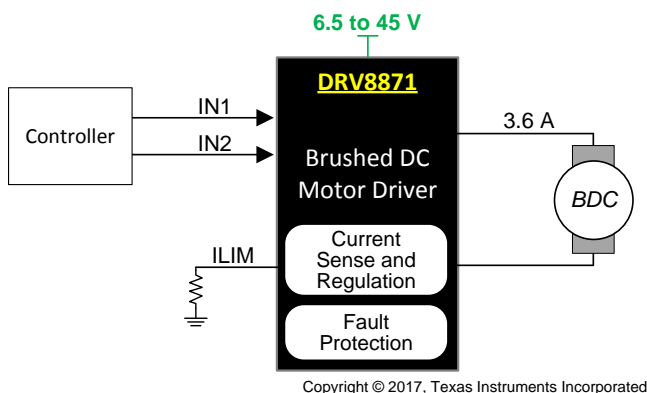 6.5 to 45 V
DRV8871
Controller
IN1
IN2
3.6 A
Brushed DC
Motor Driver
BDC
ILIM
Current
Sense and
Regulation
Fault
Protection
Copyright © 2017, Texas Instruments Incorporated